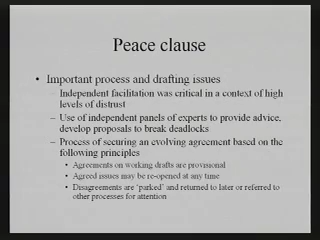 Peace clause
• Important process and drafting issues
– Independent facilitation was critical in a context of high
levels of distrust
– Use of independent panels of experts to provide advice,
develop proposals to break deadlocks
– Process of securing an evolving agreement based on the
following principles
• Agreements on working drafts are provisional
• Agreed issues may be re-opened at any time
• Disagreements are ‘parked’ and returned to later or referred to
other processes for attention